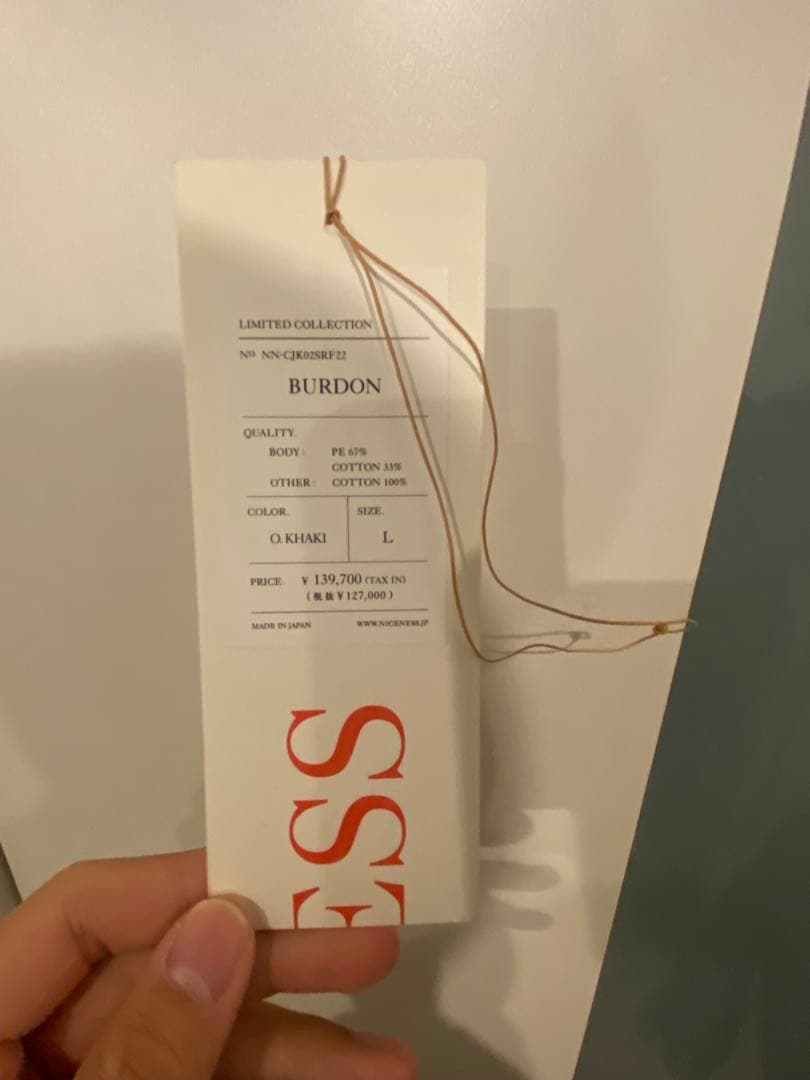 LIMITED COLLECTION
No NN-CJK02SRF22
BURDON
QUALITY.
BODY : PE 67%
COTTON 33%
OTHER : COTTON 100%
COLOR. SIZE.
O. KHAKI L
PRICE. ¥ 139,700 (TAX IN)
(税抜¥127,000)
MADE IN JAPAN WWW.NICENESS.JP
ESS